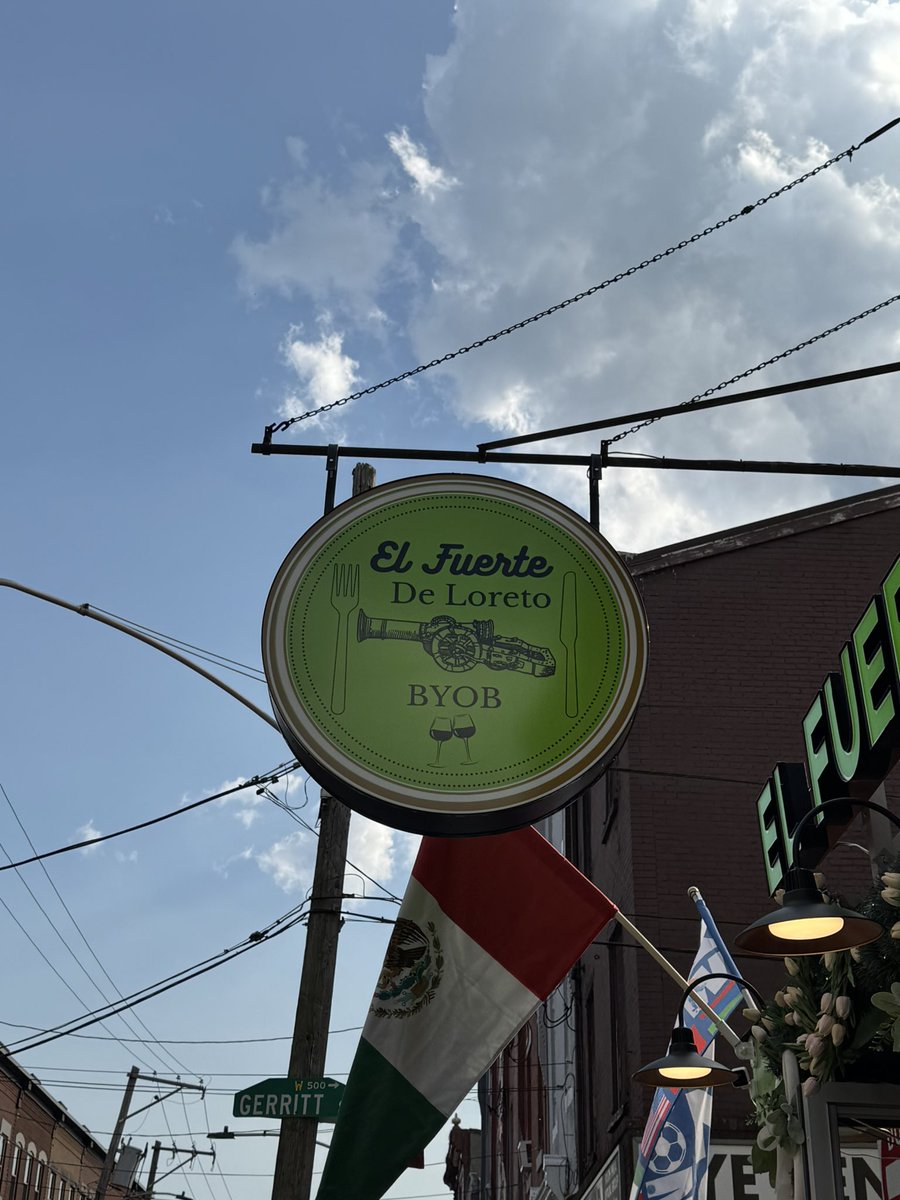 El Fuerte
De Loreto
BYOB
EL FUE
W 500 →
GERRITT